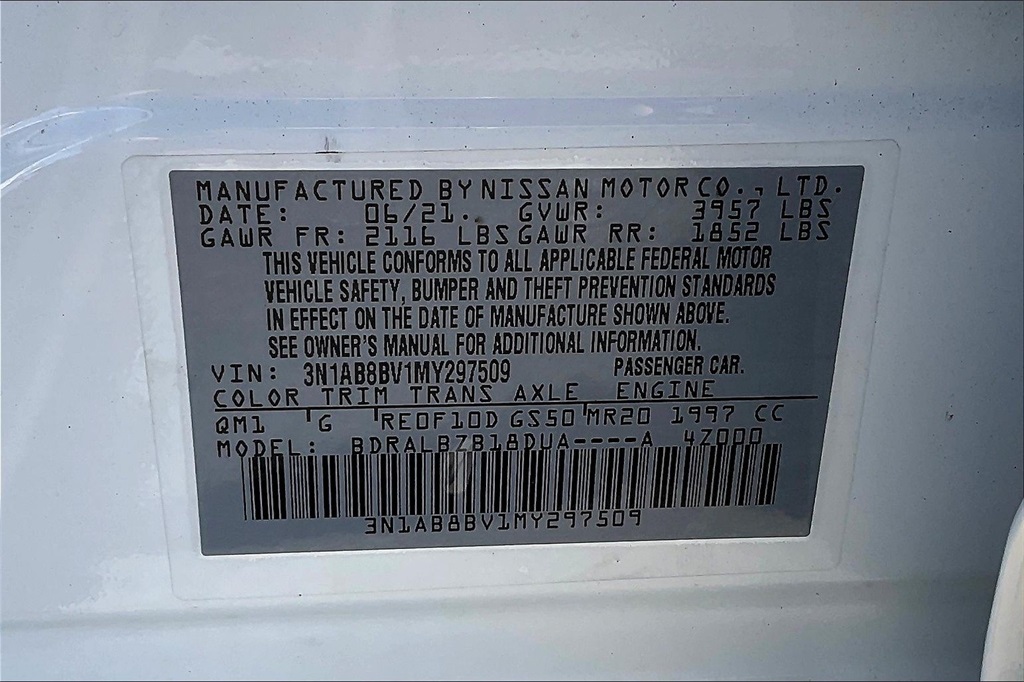 MANUFACTURED BY NISSAN MOTOR CO., LTD.
DATE: 06/21. GVWR: 3957 LBS
GAWR FR: 2116 LBS GAWR RR: 1852 LBS
THIS VEHICLE CONFORMS TO ALL APPLICABLE FEDERAL MOTOR
VEHICLE SAFETY, BUMPER AND THEFT PREVENTION STANDARDS
IN EFFECT ON THE DATE OF MANUFACTURE SHOWN ABOVE.
SEE OWNER'S MANUAL FOR ADDITIONAL INFORMATION.
VIN: 3N1AB8BV1MY297509 PASSENGER CAR.
COLOR TRIM TRANS AXLE ENGINE
QM1 G RE0F10D GS50 MR20 1997 CC
MODEL: BDRALBZB18DUA----A 4Z000
3N1AB8BV1MY297509